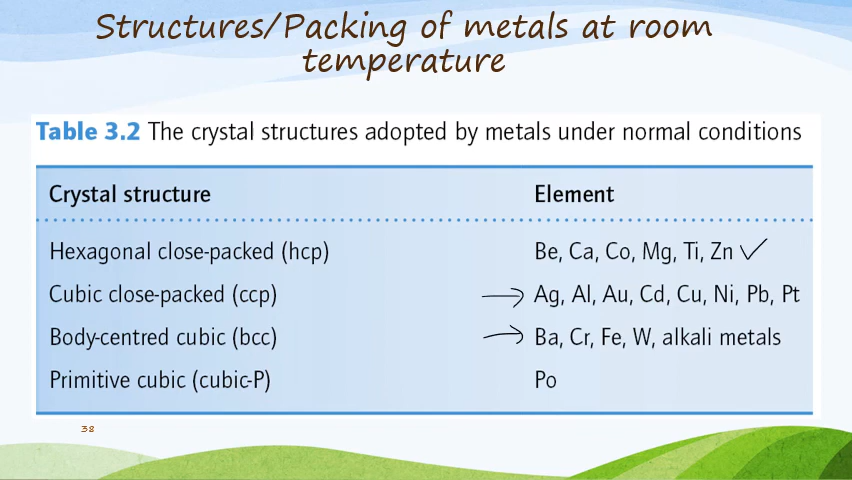 Structures/Packing of metals at room
temperature
Table 3.2 The crystal structures adopted by metals under normal conditions
Crystal structure Element
Hexagonal close-packed (hcp) Be, Ca, Co, Mg, Ti, Zn
Cubic close-packed (ccp) Ag, Al, Au, Cd, Cu, Ni, Pb, Pt
Body-centred cubic (bcc) Ba, Cr, Fe, W, alkali metals
Primitive cubic (cubic-P) Po
38